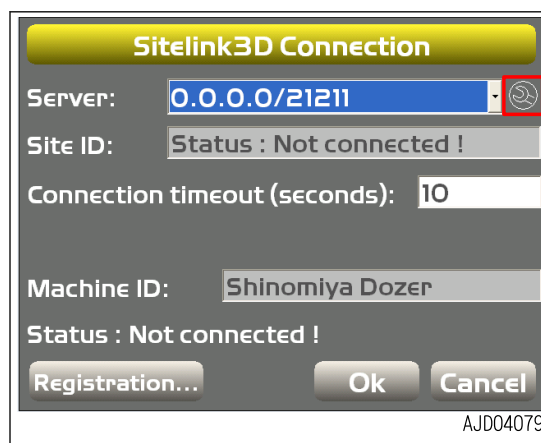 Sitelink3D Connection
Server: 0.0.0.0/21211
Site ID: Status : Not connected !
Connection timeout (seconds): 10
Machine ID: Shinomiya Dozer
Status : Not connected !
Registration... Ok Cancel
AJD04079